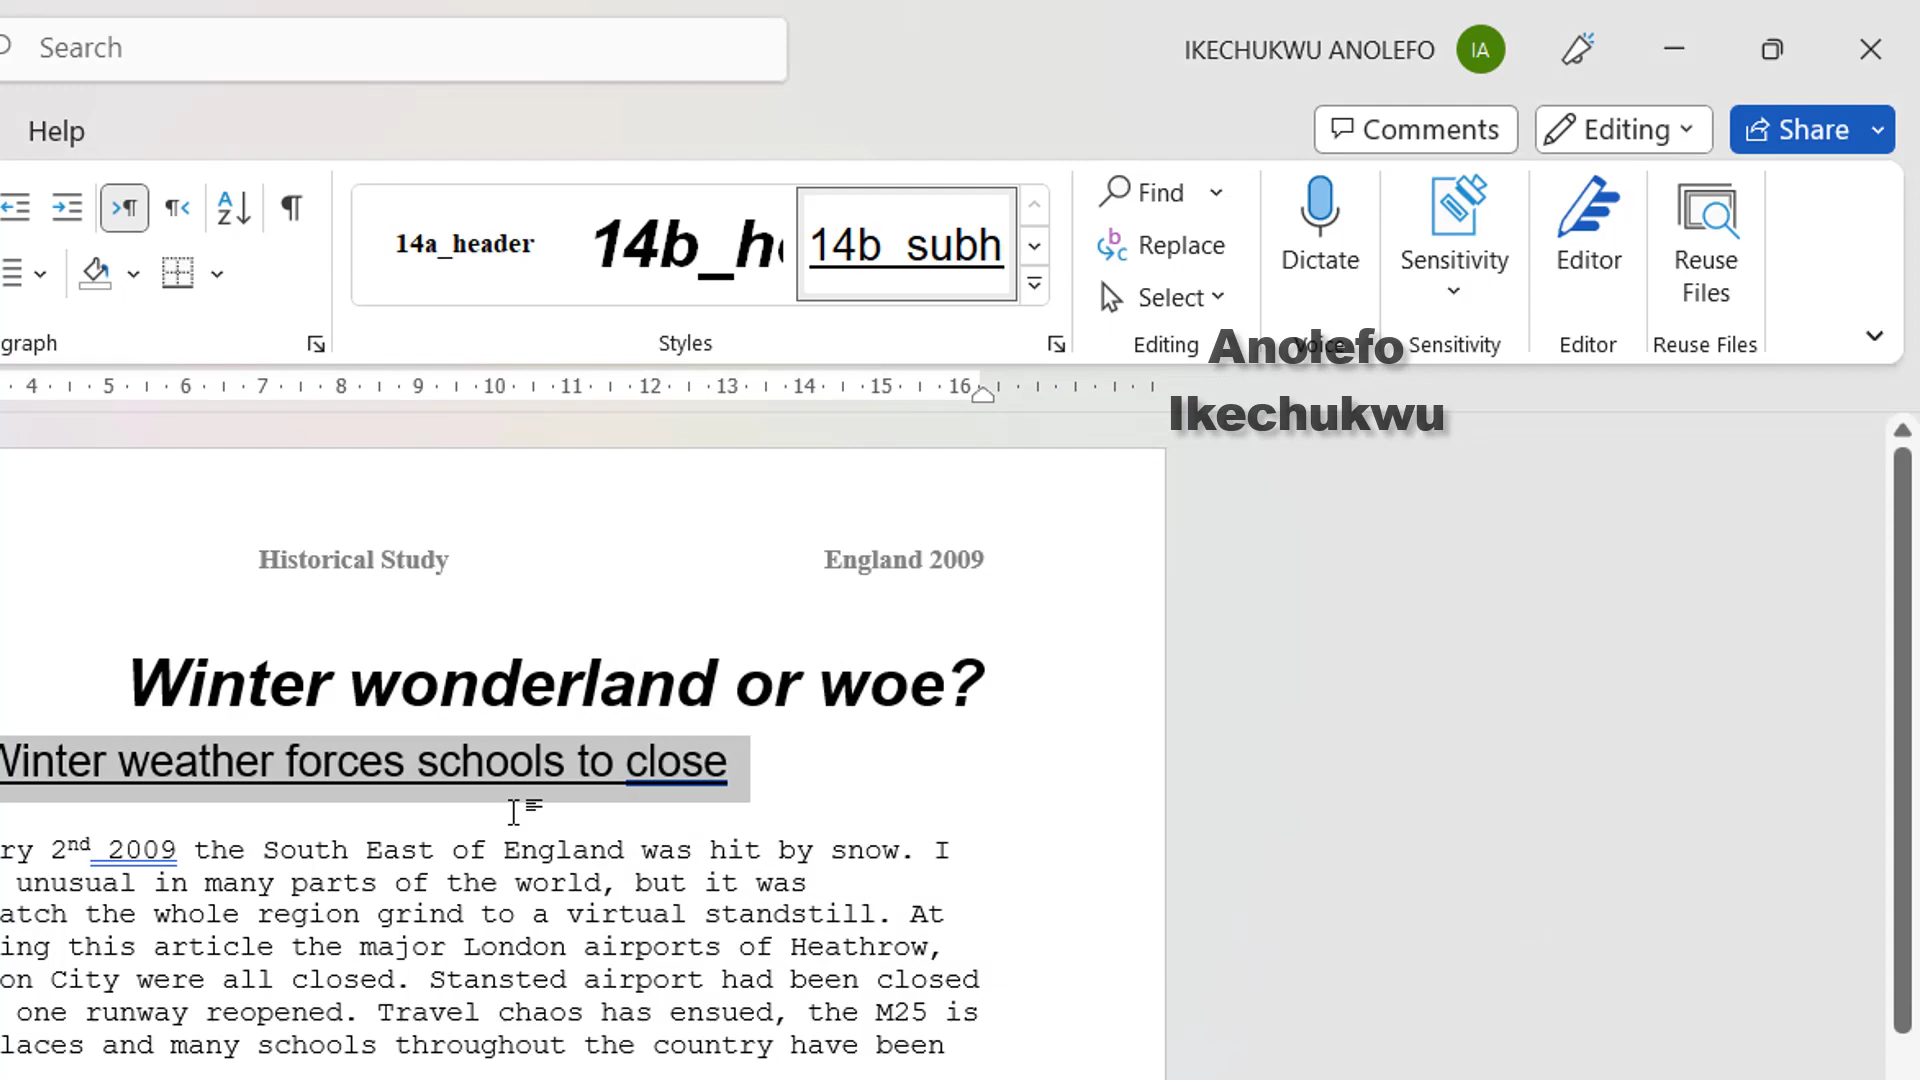 Search
IKECHUKWU ANOLEFO
IA
Help
Comments
Editing
Share
14a_header
14b_he
14b_subh
Find
Replace
Select
Dictate
Sensitivity
Editor
Reuse
Files
graph
Styles
Editing
Voice
Sensitivity
Editor
Reuse Files
Anolefo
Ikechukwu
4 5 6 7 8 9 10 11 12 13 14 15 16
Historical Study England 2009
Winter wonderland or woe?
Winter weather forces schools to close
ry 2nd 2009 the South East of England was hit by snow. I
unusual in many parts of the world, but it was
atch the whole region grind to a virtual standstill. At
ing this article the major London airports of Heathrow,
on City were all closed. Stansted airport had been closed
one runway reopened. Travel chaos has ensued, the M25 is
laces and many schools throughout the country have been